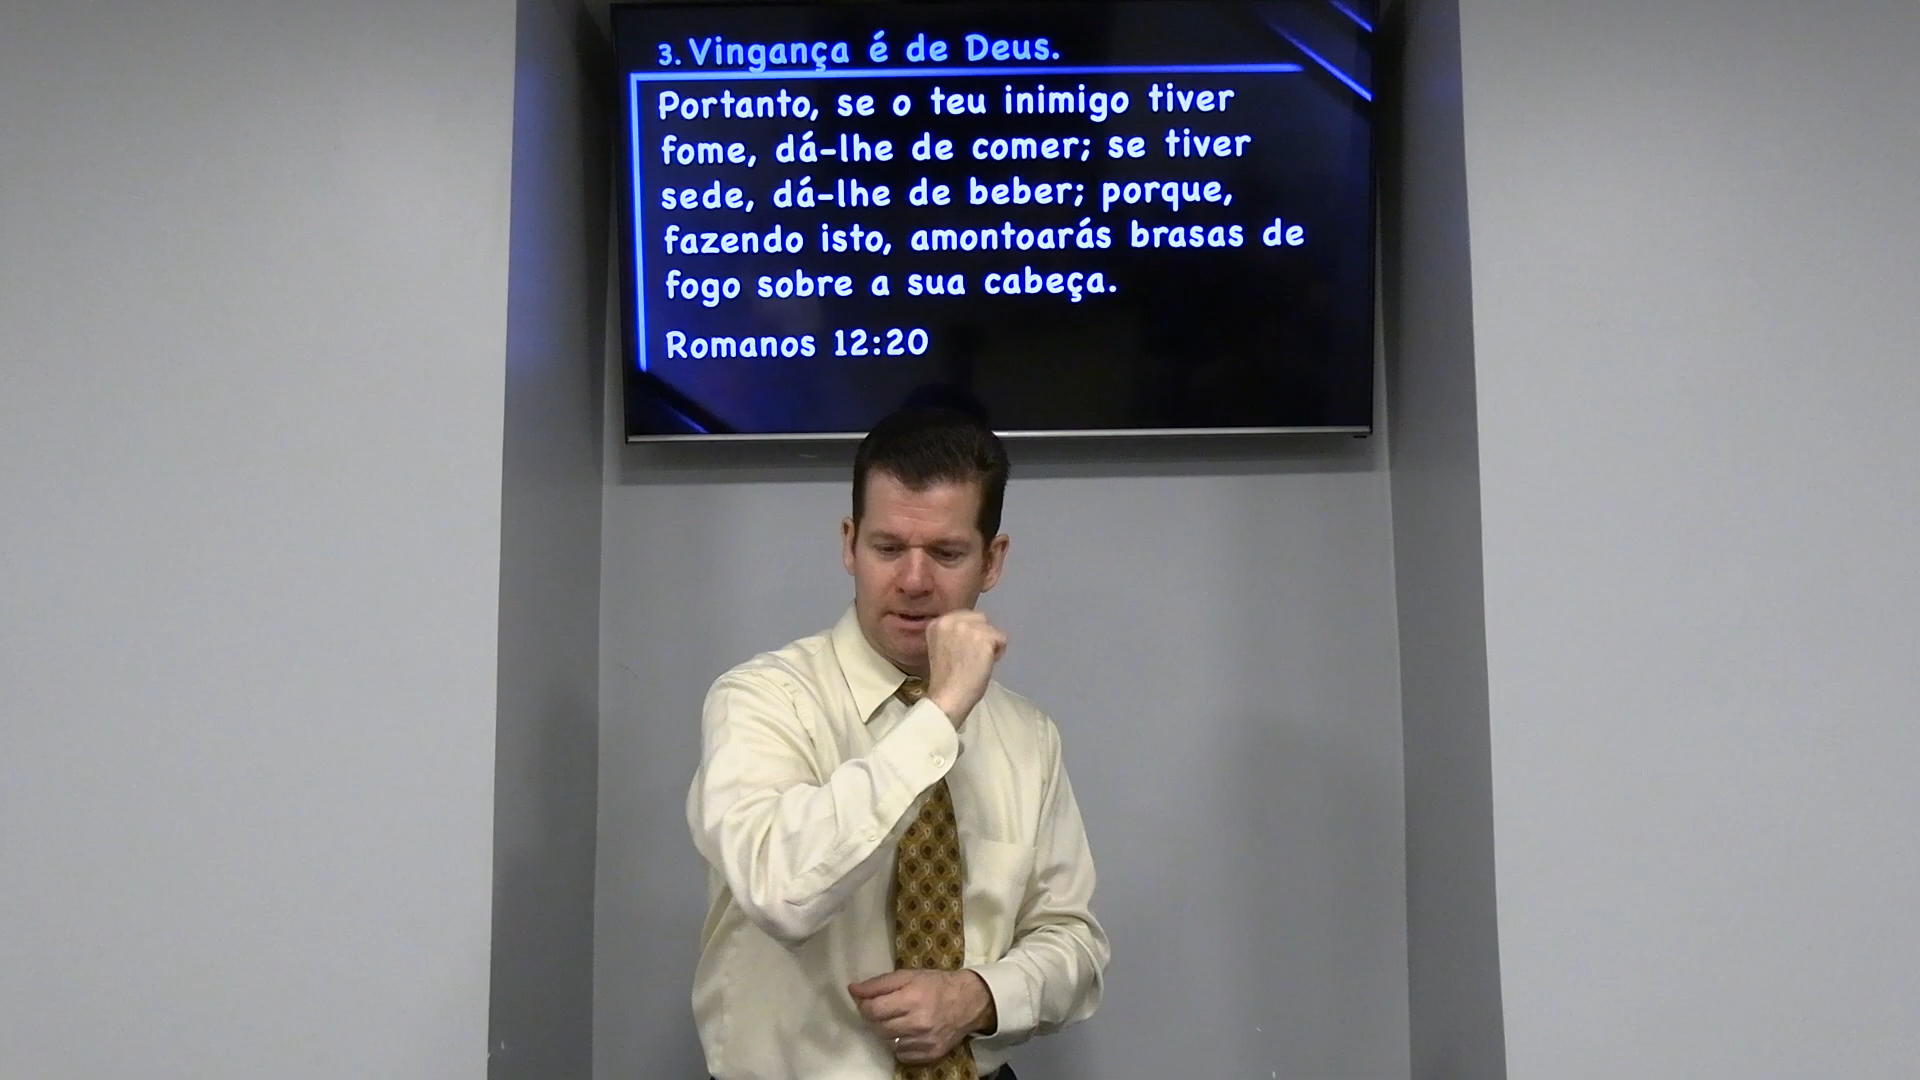 3. Vingança é de Deus.
Portanto, se o teu inimigo tiver
fome, dá-lhe de comer; se tiver
sede, dá-lhe de beber; porque,
fazendo isto, amontoarás brasas de
fogo sobre a sua cabeça.
Romanos 12:20